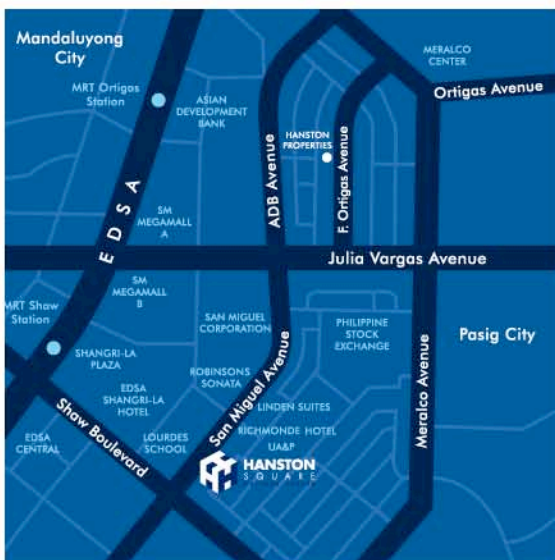 Mandaluyong
City
MERALCO
CENTER
MRT Ortigas
Station
ASIAN
DEVELOPMENT
BANK
Ortigas Avenue
HANSTON
PROPERTIES
ADB Avenue
F. Ortigas Avenue
EDSA
SM
MEGAMALL
A
Julia Vargas Avenue
SM
MEGAMALL
B
MRT Shaw
Station
SAN MIGUEL
CORPORATION
PHILIPPINE
STOCK
EXCHANGE
Pasig City
SHANGRI-LA
PLAZA
ROBINSONS
SONATA
San Miguel Avenue
Meralco Avenue
EDSA
SHANGRI-LA
HOTEL
LINDEN SUITES
Shaw Boulevard
EDSA
CENTRAL
LOURDES
SCHOOL
RICHMONDE HOTEL
UA&P
HANSTON
SQUARE